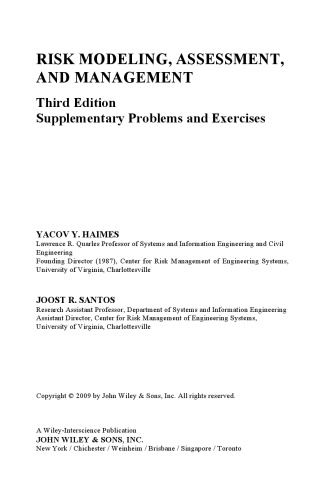 RISK MODELING, ASSESSMENT,
AND MANAGEMENT
Third Edition
Supplementary Problems and Exercises
YACOV Y. HAIMES
Lawrence R. Quarles Professor of Systems and Information Engineering and Civil
Engineering
Founding Director (1987), Center for Risk Management of Engineering Systems,
University of Virginia, Charlottesville
JOOST R. SANTOS
Research Assistant Professor, Department of Systems and Information Engineering
Assistant Director, Center for Risk Management of Engineering Systems,
University of Virginia, Charlottesville
Copyright © 2009 by John Wiley & Sons, Inc. All rights reserved.
A Wiley-Interscience Publication
JOHN WILEY & SONS, INC.
New York / Chichester / Weinheim / Brisbane / Singapore / Toronto